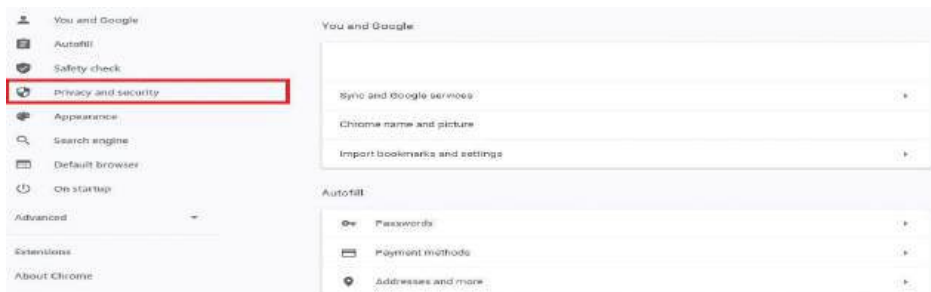 You and Google
Autofill
Safety check
Privacy and security
Appearance
Search engine
Default browser
On startup
Advanced
Extensions
About Chrome
You and Google
Sync and Google services
Chrome name and picture
Import bookmarks and settings
Autofill
Passwords
Payment methods
Addresses and more